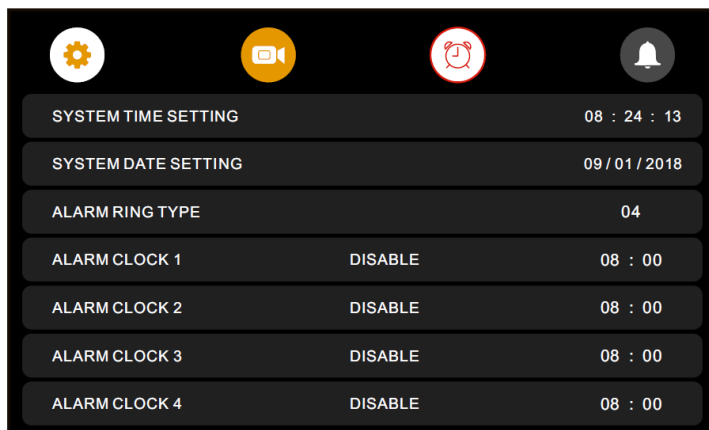 SYSTEM TIME SETTING 08 : 24 : 13
SYSTEM DATE SETTING 09 / 01 / 2018
ALARM RING TYPE 04
ALARM CLOCK 1 DISABLE 08 : 00
ALARM CLOCK 2 DISABLE 08 : 00
ALARM CLOCK 3 DISABLE 08 : 00
ALARM CLOCK 4 DISABLE 08 : 00